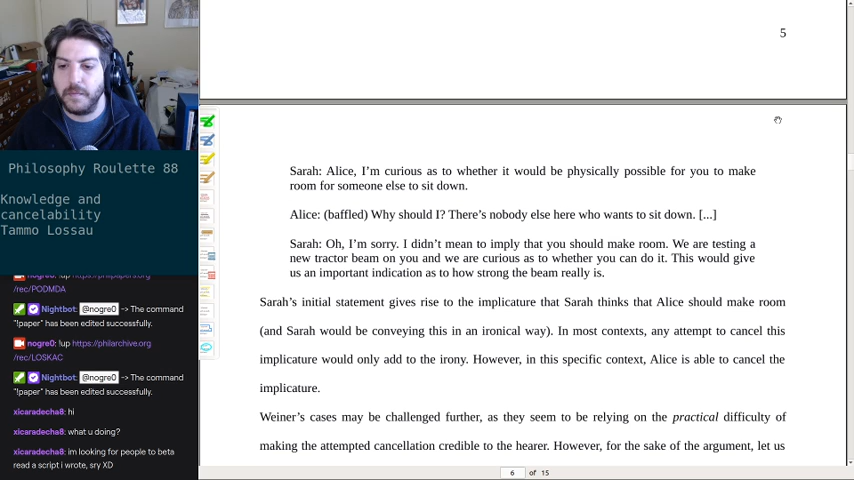 5
Sarah: Alice, I'm curious as to whether it would be physically possible for you to make
room for someone else to sit down.
Alice: (baffled) Why should I? There's nobody else here who wants to sit down. [...]
Sarah: Oh, I'm sorry. I didn't mean to imply that you should make room. We are testing a
new tractor beam on you and we are curious as to whether you can do it. This would give
us an important indication as to how strong the beam really is.
Sarah's initial statement gives rise to the implicature that Sarah thinks that Alice should make room
(and Sarah would be conveying this in an ironical way). In most contexts, any attempt to cancel this
implicature would only add to the irony. However, in this specific context, Alice is able to cancel the
implicature.
Weiner's cases may be challenged further, as they seem to be relying on the practical difficulty of
making the attempted cancellation credible to the hearer. However, for the sake of the argument, let us
6 of 15
Philosophy Roulette 88
Knowledge and
cancelability
Tammo Lossau
nogre0: !up https://philpapers.org
/rec/PODMDA
Nightbot: @nogre0 -> The command
"!paper" has been edited successfully.
nogre0: !up https://philarchive.org
/rec/LOSKAC
Nightbot: @nogre0 -> The command
"!paper" has been edited successfully.
xicaradecha8: hi
xicaradecha8: what u doing?
xicaradecha8: im looking for people to beta
read a script i wrote, sry XD